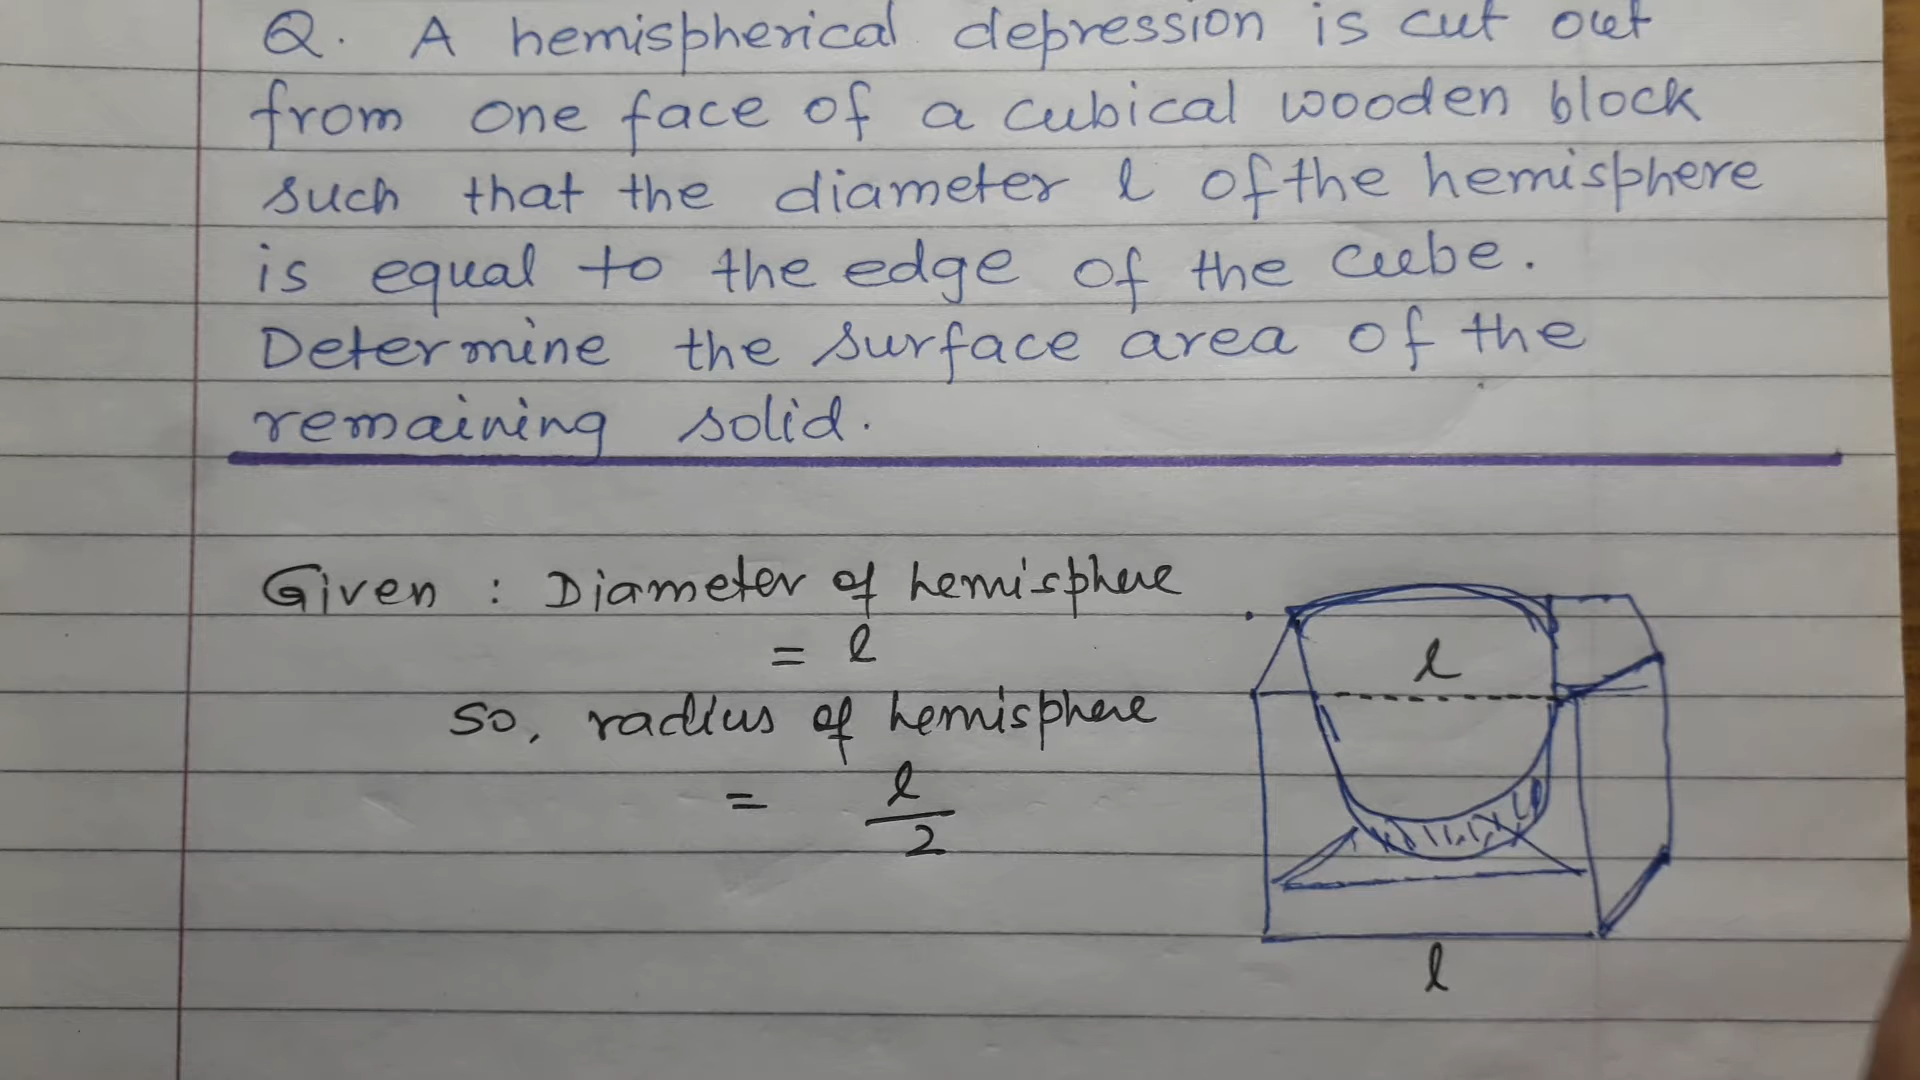 Q. A hemispherical depression is cut out
from one face of a cubical wooden block
such that the diameter l of the hemisphere
is equal to the edge of the cube.
Determine the surface area of the
remaining solid.
Given : Diameter of hemisphere
= l
So, radius of hemisphere
= l/2
l
l